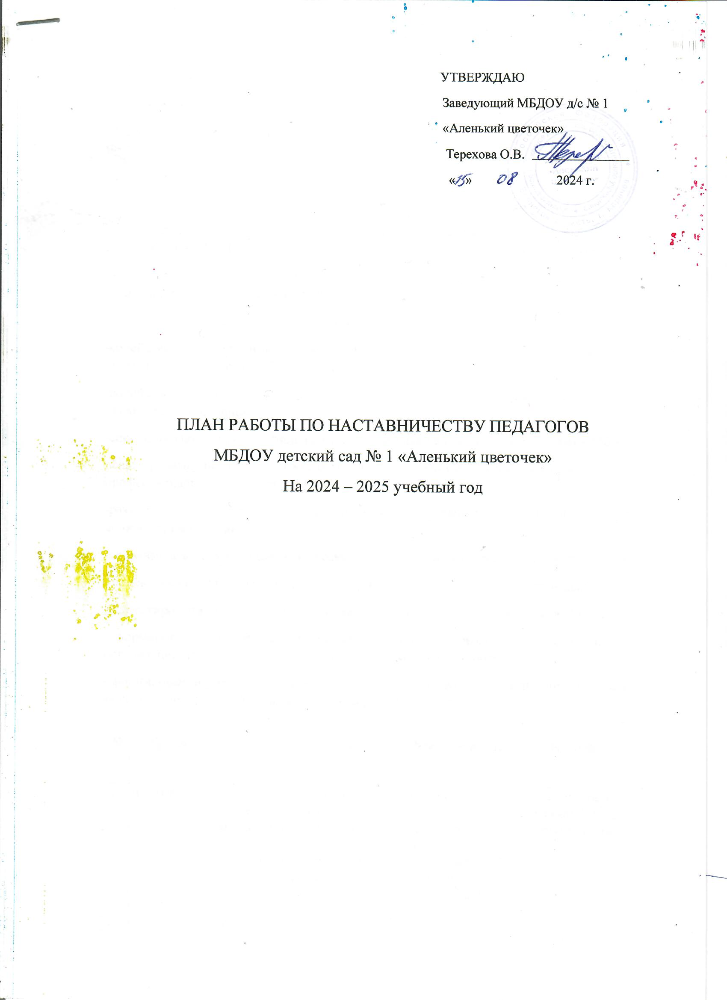 УТВЕРЖДАЮ
Заведующий МБДОУ д/с № 1
«Аленький цветочек»
Терехова О.В.
«15» 08 2024 г.
ПЛАН РАБОТЫ ПО НАСТАВНИЧЕСТВУ ПЕДАГОГОВ
МБДОУ детский сад № 1 «Аленький цветочек»
На 2024 – 2025 учебный год